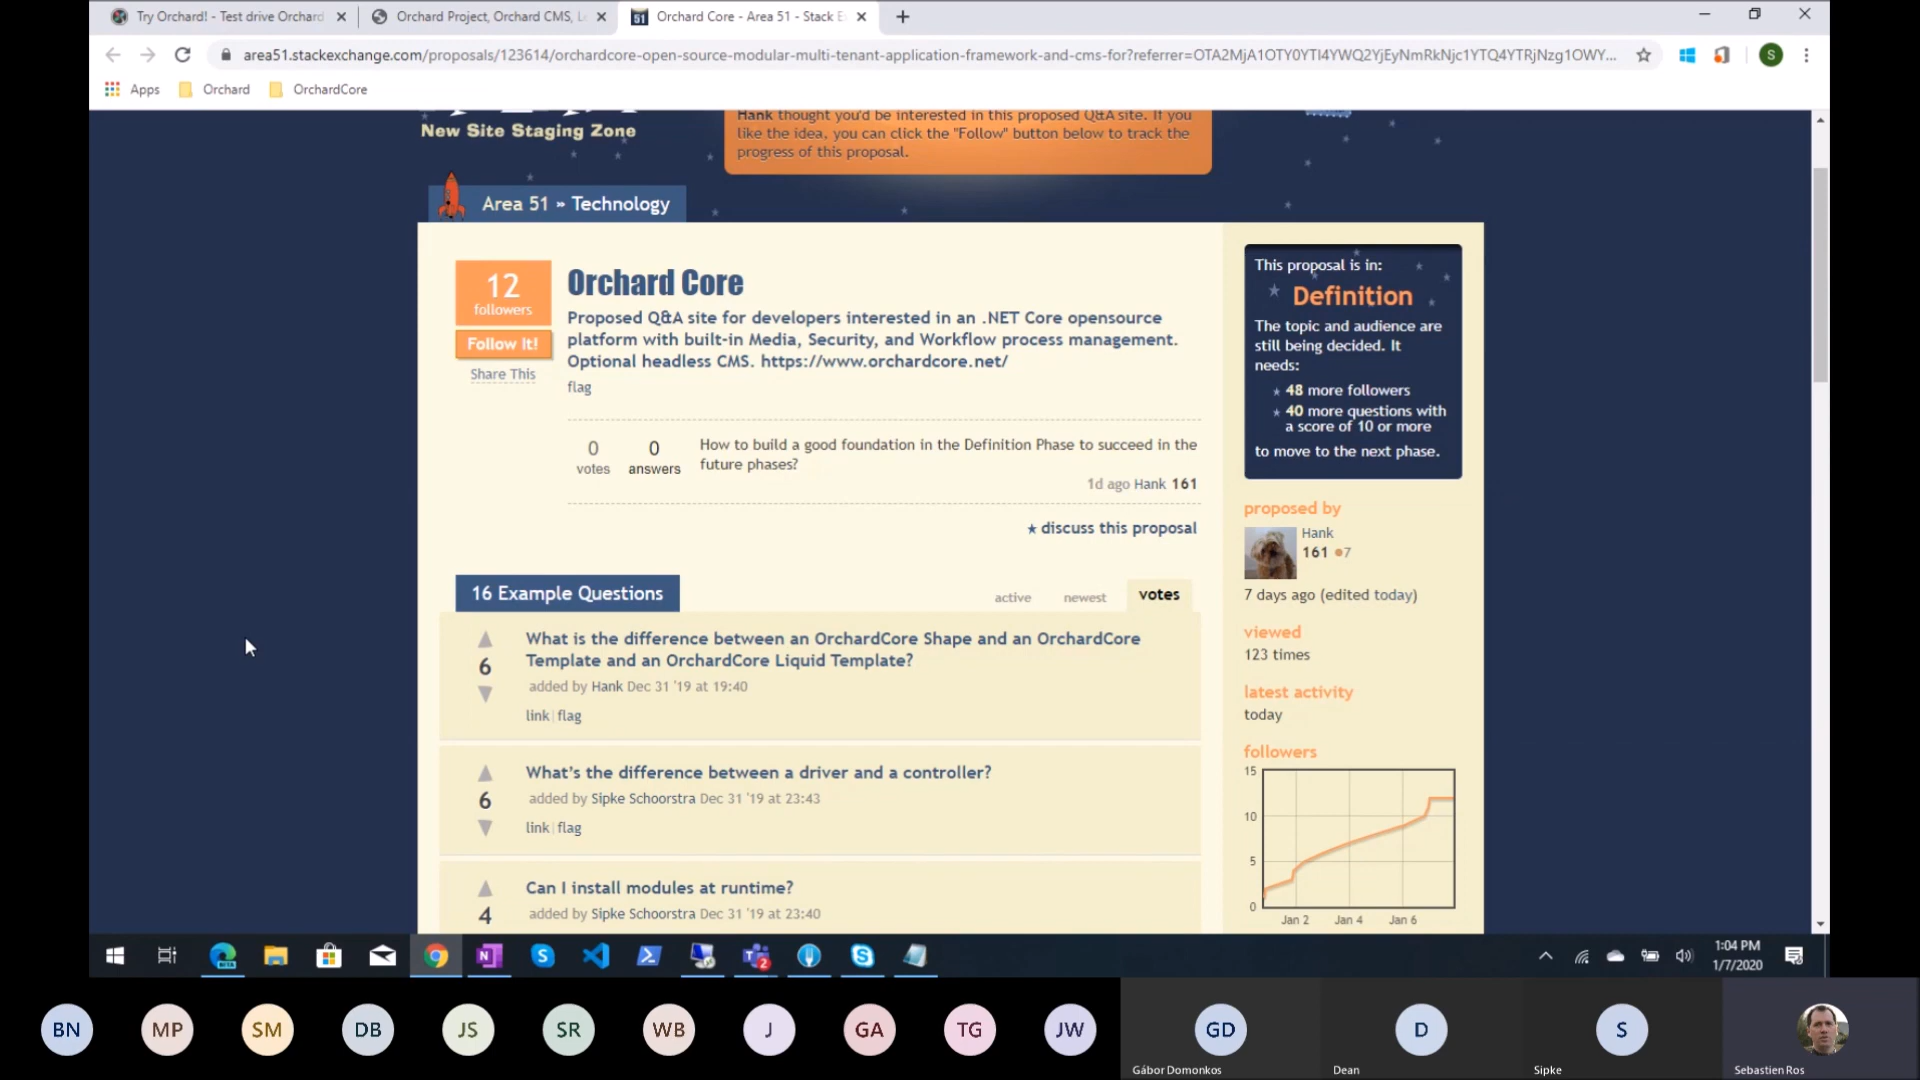 Try Orchard! - Test drive Orchard
Orchard Project, Orchard CMS, L
51 Orchard Core - Area 51 - Stack E
area51.stackexchange.com/proposals/123614/orchardcore-open-source-modular-multi-tenant-application-framework-and-cms-for?referrer=OTA2MjA1OTY0YTI4YWQ2YjEyNmRkNjc1YTQ4YTRjNzg1OWY...
S
Apps
Orchard
OrchardCore
New Site Staging Zone
Hank thought you'd be interested in this proposed Q&A site. If you
like the idea, you can click the "Follow" button below to track the
progress of this proposal.
Area 51 » Technology
12
followers
Follow It!
Share This
Orchard Core
Proposed Q&A site for developers interested in an .NET Core opensource
platform with built-in Media, Security, and Workflow process management.
Optional headless CMS. https://www.orchardcore.net/
flag
0
votes
0
answers
How to build a good foundation in the Definition Phase to succeed in the
future phases?
1d ago Hank 161
★ discuss this proposal
16 Example Questions
active
newest
votes
6
What is the difference between an OrchardCore Shape and an OrchardCore
Template and an OrchardCore Liquid Template?
added by Hank Dec 31 '19 at 19:40
link | flag
6
What's the difference between a driver and a controller?
added by Sipke Schoorstra Dec 31 '19 at 23:43
link | flag
4
Can I install modules at runtime?
added by Sipke Schoorstra Dec 31 '19 at 23:40
This proposal is in:
Definition
The topic and audience are
still being decided. It
needs:
48 more followers
40 more questions with
a score of 10 or more
to move to the next phase.
proposed by
Hank
161 ●7
7 days ago (edited today)
viewed
123 times
latest activity
today
followers
15
10
5
0
Jan 2
Jan 4
Jan 6
1:04 PM
1/7/2020
BN
MP
SM
DB
JS
SR
WB
J
GA
TG
JW
GD
Gábor Domonkos
D
Dean
S
Sipke
Sebastien Ros